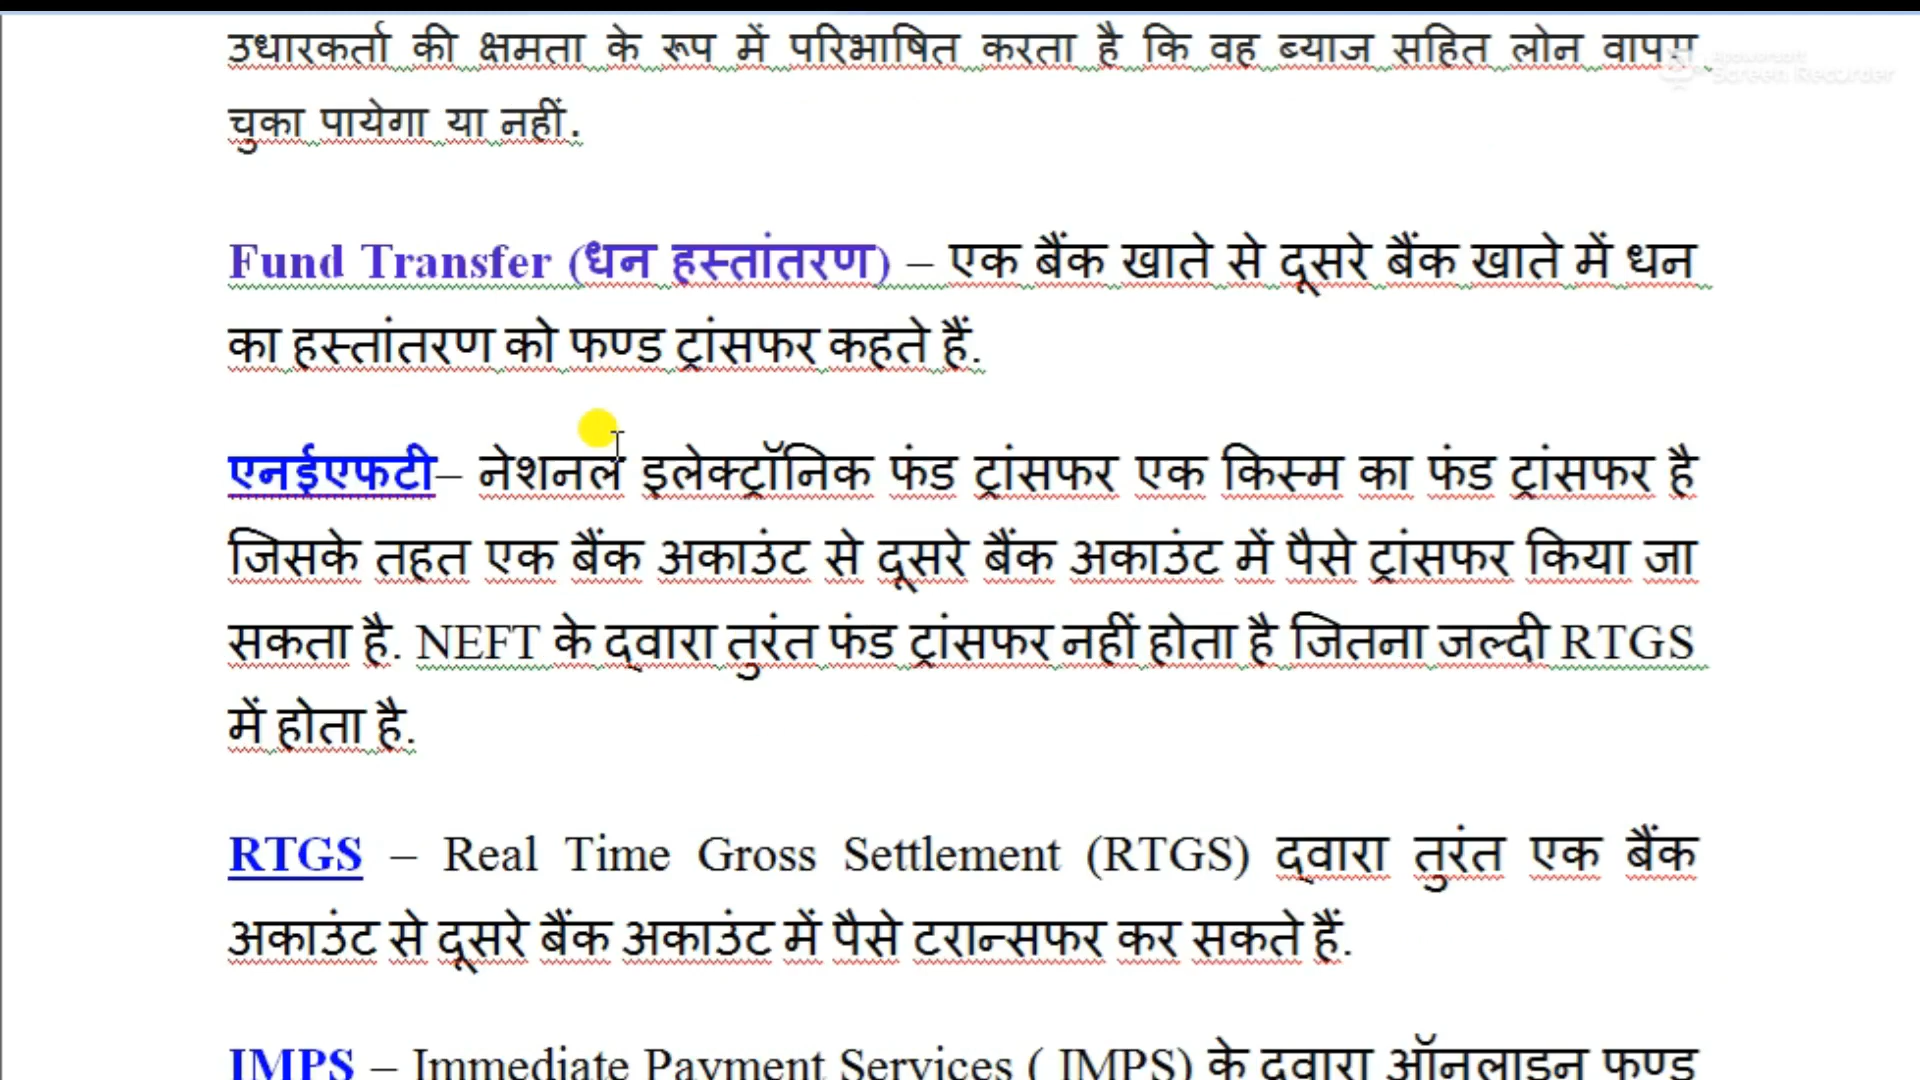 उधारकर्ता की क्षमता के रूप में परिभाषित करता है कि वह ब्याज सहित लोन वापस
Apowersoft
Screen Recorder
चुका पायेगा या नहीं.
Fund Transfer (धन हस्तांतरण) – एक बैंक खाते से दूसरे बैंक खाते में धन
का हस्तांतरण को फण्ड ट्रांसफर कहते हैं.
एनईएफटी– नेशनल इलेक्ट्रॉनिक फंड ट्रांसफर एक किस्म का फंड ट्रांसफर है
जिसके तहत एक बैंक अकाउंट से दूसरे बैंक अकाउंट में पैसे ट्रांसफर किया जा
सकता है. NEFT के द्वारा तुरंत फंड ट्रांसफर नहीं होता है जितना जल्दी RTGS
में होता है.
RTGS – Real Time Gross Settlement (RTGS) द्वारा तुरंत एक बैंक
अकाउंट से दूसरे बैंक अकाउंट में पैसे टरान्सफर कर सकते हैं.
IMPS – Immediate Payment Services ( IMPS) के द्वारा ऑनलाइन फण्ड